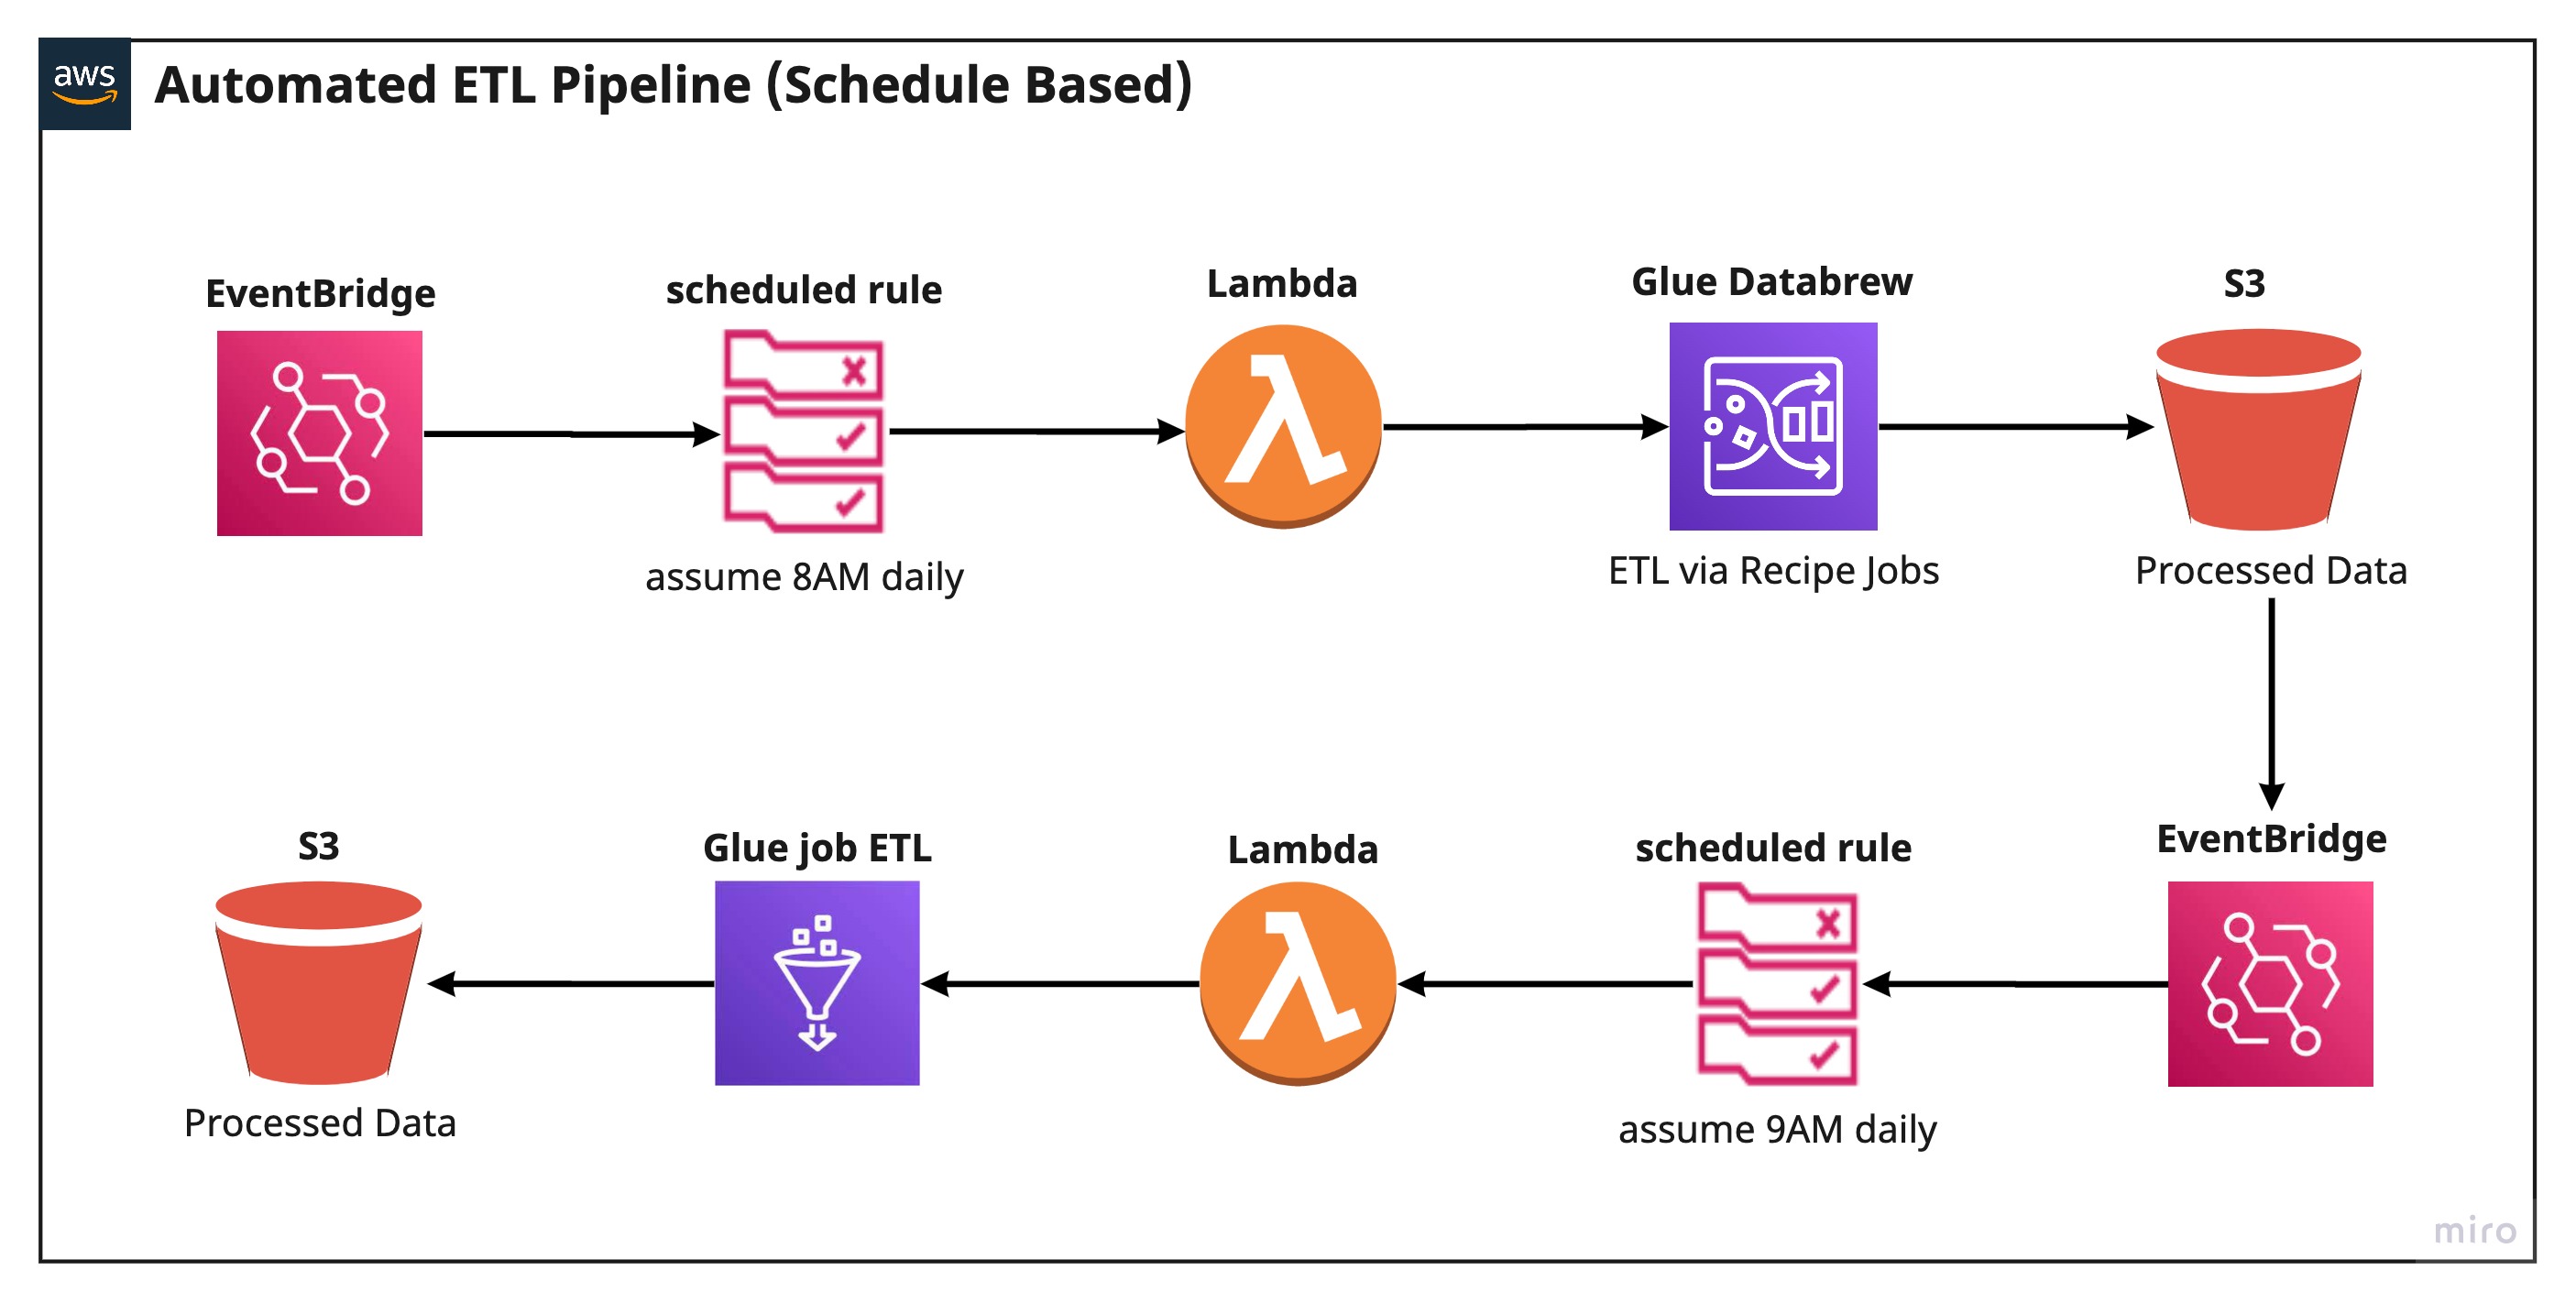 aws
Automated ETL Pipeline (Schedule Based)
EventBridge
scheduled rule
Lambda
Glue Databrew
S3
assume 8AM daily
ETL via Recipe Jobs
Processed Data
S3
Glue job ETL
Lambda
scheduled rule
EventBridge
Processed Data
assume 9AM daily
miro